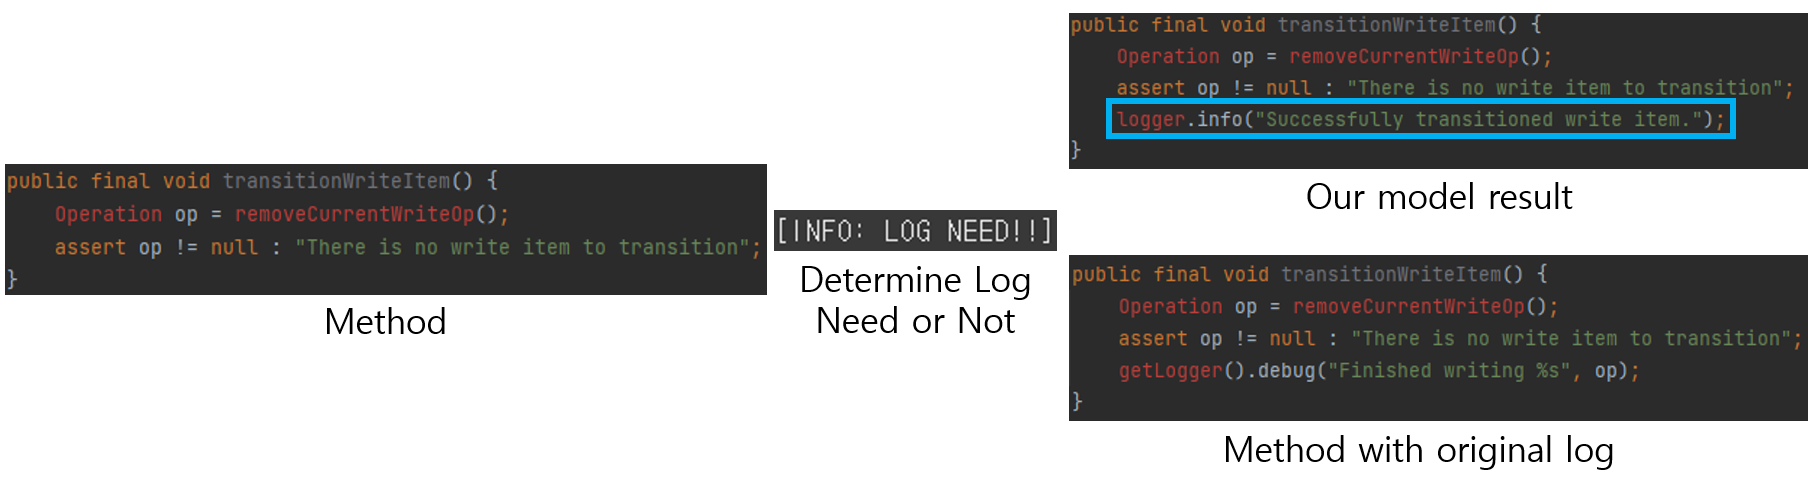 public final void transitionWriteItem() {
Operation op = removeCurrentWriteOp();
assert op != null : "There is no write item to transition";
}
Method
[INFO: LOG NEED!!]
Determine Log
Need or Not
public final void transitionWriteItem() {
Operation op = removeCurrentWriteOp();
assert op != null : "There is no write item to transition";
logger.info("Successfully transitioned write item.");
}
Our model result
public final void transitionWriteItem() {
Operation op = removeCurrentWriteOp();
assert op != null : "There is no write item to transition";
getLogger().debug("Finished writing %s", op);
}
Method with original log